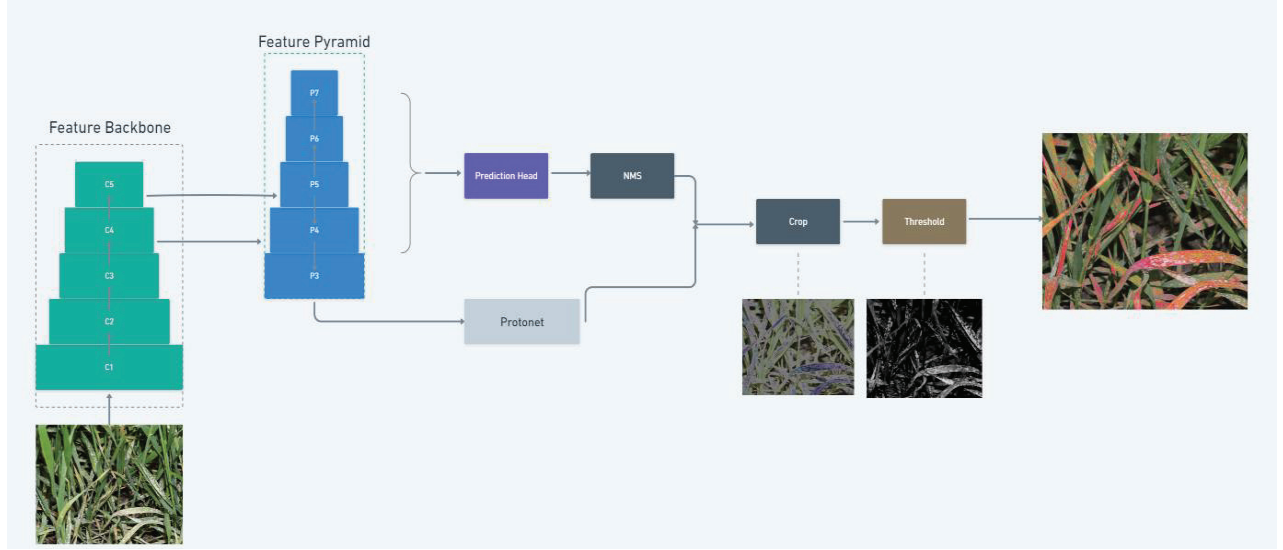 Feature Pyramid
P7
P6
P5
P4
P3
Feature Backbone
C5
C4
C3
C2
C1
Prediction Head
NMS
Protonet
Crop
Threshold